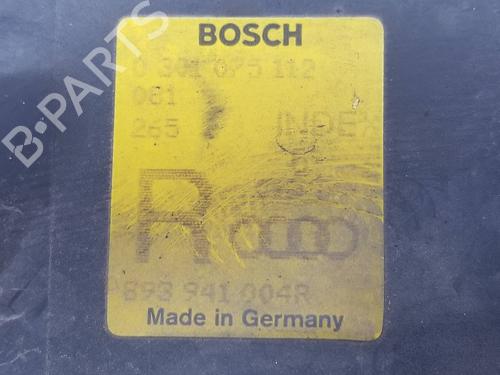 B-PARTS
BOSCH
0 301 075 112
061
265 INDEX
R
893 941 004R
Made in Germany